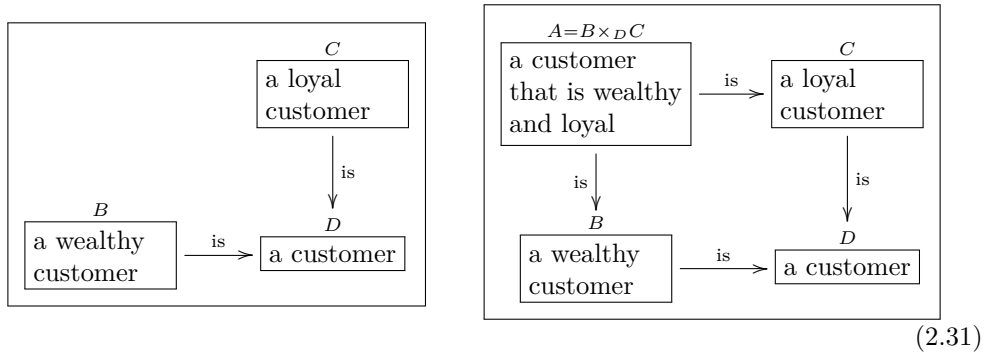 C
a loyal
customer
is
B
a wealthy
customer
is
D
a customer
A=B×_D C
a customer
that is wealthy
and loyal
is
C
a loyal
customer
is
is
B
a wealthy
customer
is
D
a customer
(2.31)